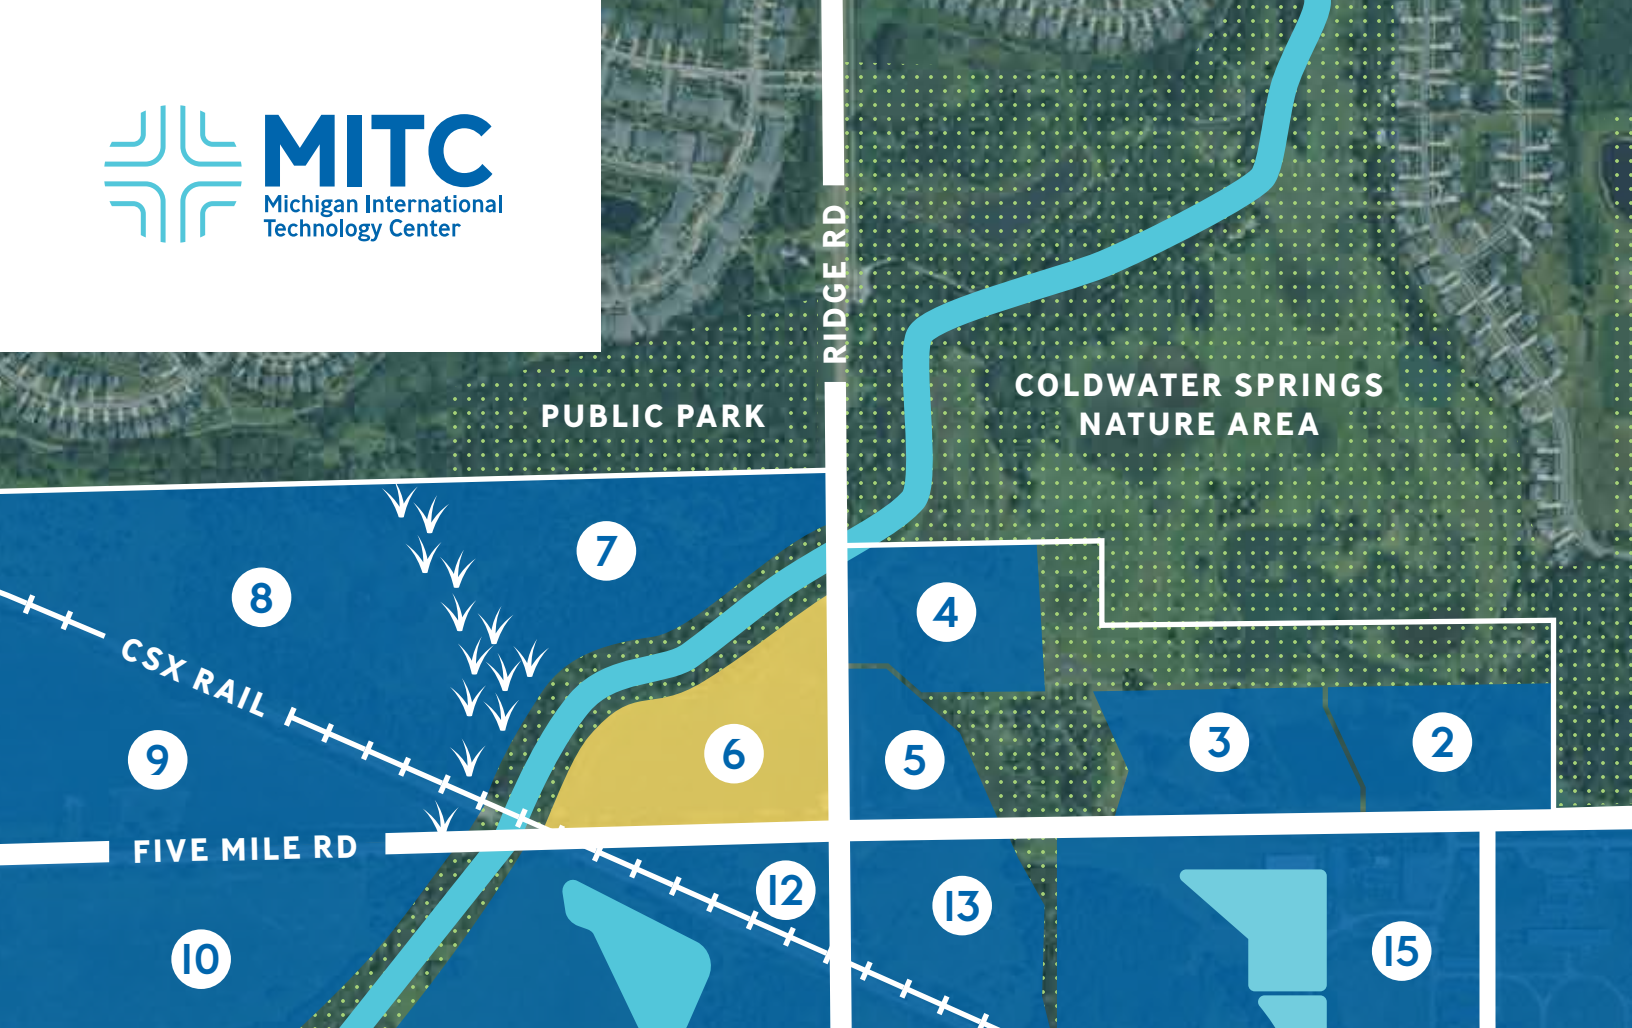 MITC
Michigan International
Technology Center
RIDGE RD
PUBLIC PARK
COLDWATER SPRINGS
NATURE AREA
7
8
4
CSX RAIL
9
6
5
3
2
FIVE MILE RD
12
13
10
15